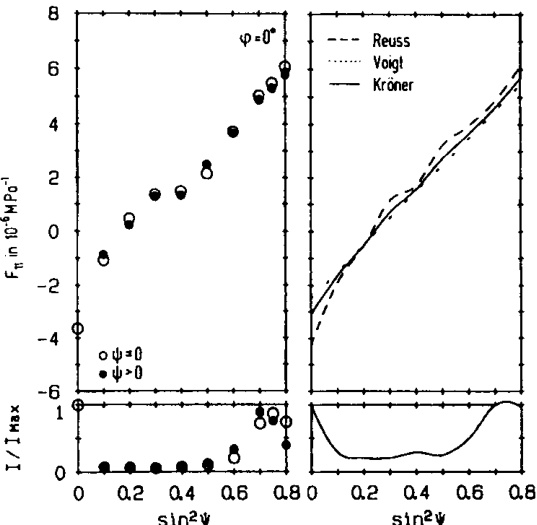 8
6
4
2
0
-2
-4
-6
F₁₁ in 10⁻⁶ MPa⁻¹
φ=0°
○ ψ≤0
● ψ>0
--- Reuss
····· Voigt
— Kröner
1
0
I / I Max
0 0.2 0.4 0.6 0.8
sin²ψ
0 0.2 0.4 0.6 0.8
sin²ψ